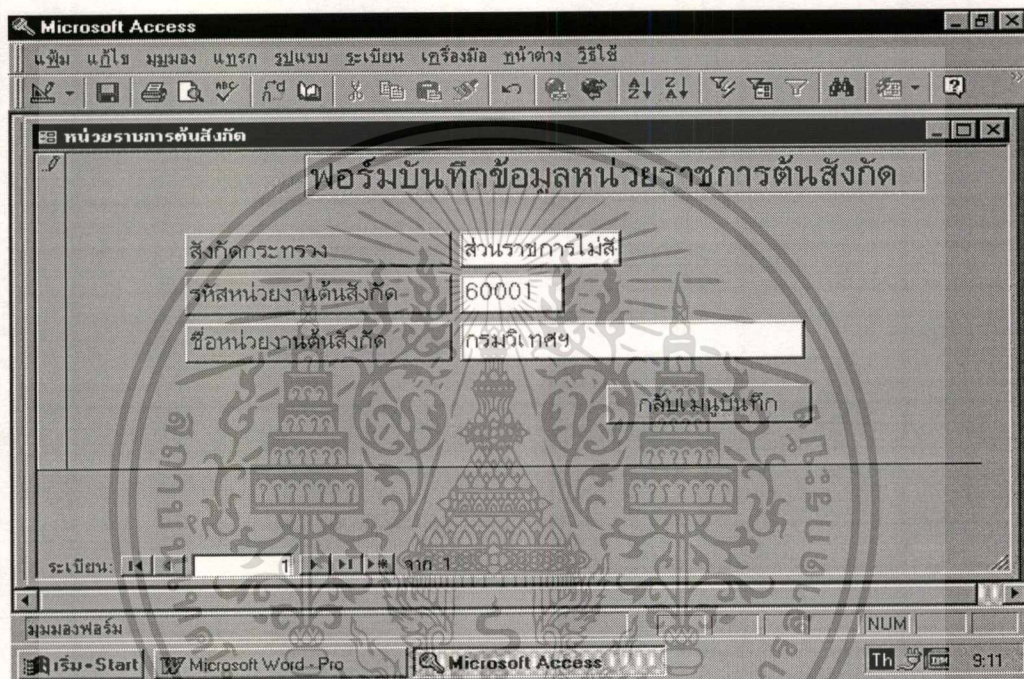 Microsoft Access
แฟ้ม แก้ไข มุมมอง แทรก รูปแบบ ระเบียน เครื่องมือ หน้าต่าง วิธีใช้
หน่วยราชการต้นสังกัด
ฟอร์มบันทึกข้อมูลหน่วยราชการต้นสังกัด
สังกัดกระทรวง ส่วนราชการไม่สั
รหัสหน่วยงานต้นสังกัด 60001
ชื่อหน่วยงานต้นสังกัด กรมวิเทศฯ
กลับเมนูบันทึก
ระเบียน: 1 จาก 1
มุมมองฟอร์ม NUM
เริ่ม-Start Microsoft Word - Pro Microsoft Access Th 9:11